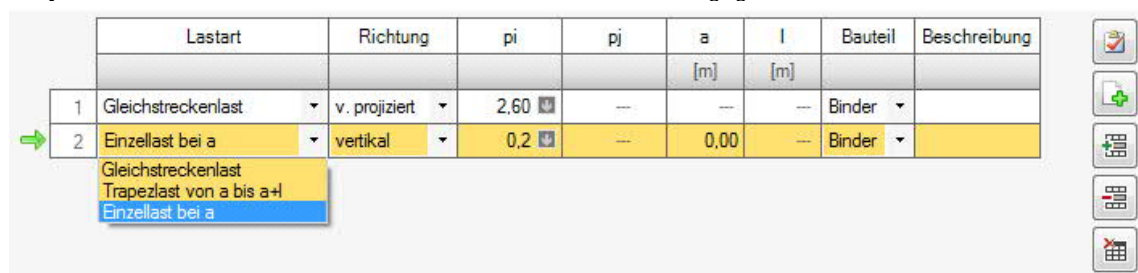 Lastart Richtung pi pj a l Bauteil Beschreibung
[m] [m]
1 Gleichstreckenlast v. projiziert 2,60 --- --- --- Binder
2 Einzellast bei a vertikal 0,2 --- 0,00 --- Binder
Gleichstreckenlast
Trapezlast von a bis a+l
Einzellast bei a